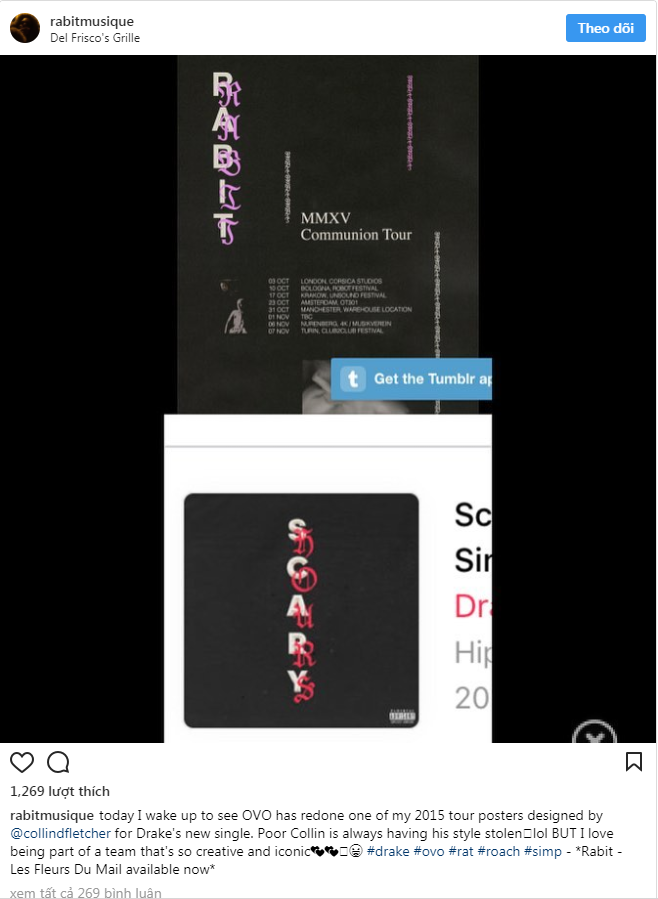 rabitmusique
Del Frisco's Grille
Theo dõi
RABIT
RABIT
MMXV
Communion Tour
03 OCT LONDON, CORSICA STUDIOS
10 OCT BOLOGNA, ROBOT FESTIVAL
17 OCT KRAKOW, UNSOUND FESTIVAL
23 OCT AMSTERDAM, OT301
31 OCT MANCHESTER, WAREHOUSE LOCATION
01 NOV TBC
06 NOV NUREMBERG, 4K / MUSIKVEREIN
07 NOV TURIN, CLUB2CLUB FESTIVAL
t Get the Tumblr ap
SCARY
HOURS
Sc
Sin
Dra
Hip
20
1,269 lượt thích
rabitmusique today I wake up to see OVO has redone one of my 2015 tour posters designed by
@collindfletcher for Drake's new single. Poor Collin is always having his style stolen lol BUT I love
being part of a team that's so creative and iconic #drake #ovo #rat #roach #simp - *Rabit -
Les Fleurs Du Mail available now*
xem tất cả 269 bình luận